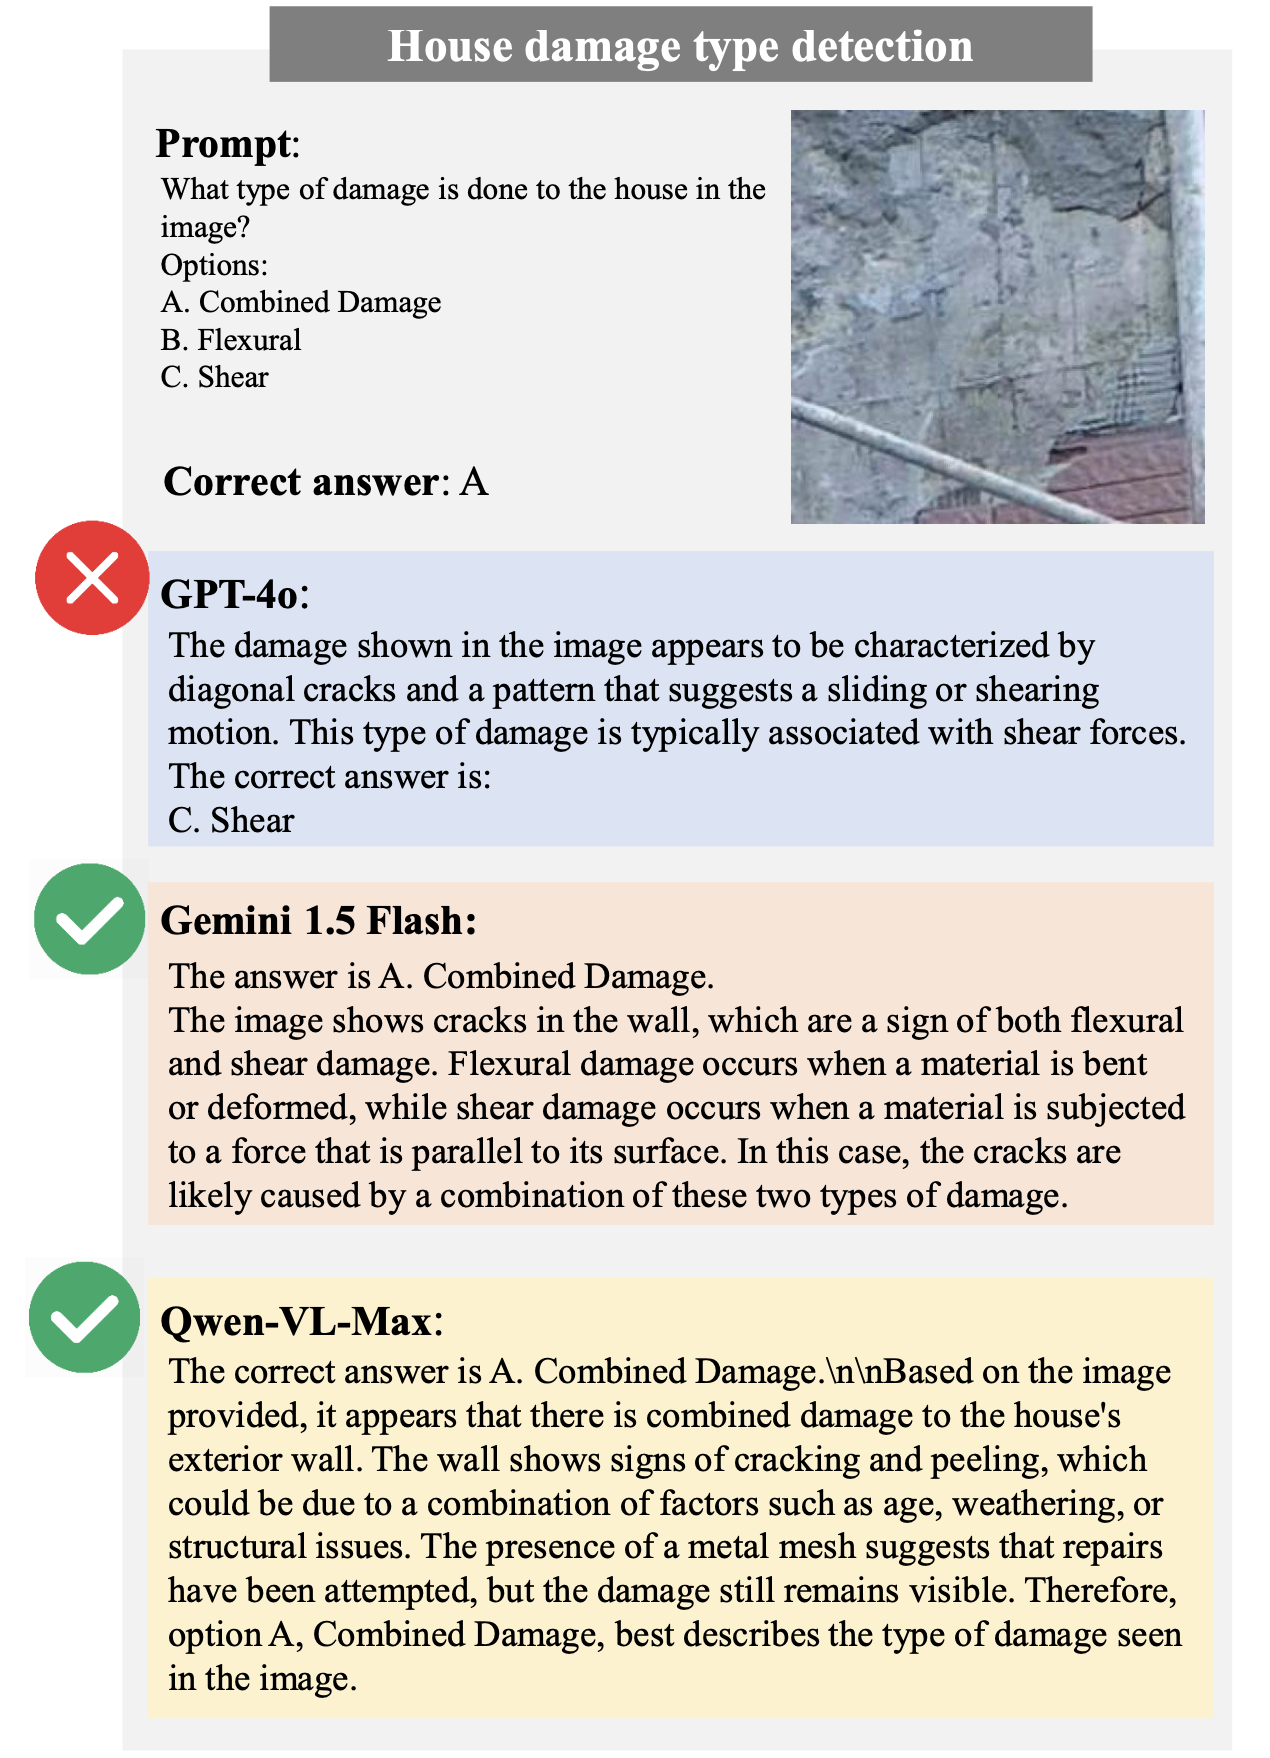 House damage type detection
Prompt:
What type of damage is done to the house in the
image?
Options:
A. Combined Damage
B. Flexural
C. Shear
Correct answer: A
GPT-4o:
The damage shown in the image appears to be characterized by
diagonal cracks and a pattern that suggests a sliding or shearing
motion. This type of damage is typically associated with shear forces.
The correct answer is:
C. Shear
Gemini 1.5 Flash:
The answer is A. Combined Damage.
The image shows cracks in the wall, which are a sign of both flexural
and shear damage. Flexural damage occurs when a material is bent
or deformed, while shear damage occurs when a material is subjected
to a force that is parallel to its surface. In this case, the cracks are
likely caused by a combination of these two types of damage.
Qwen-VL-Max:
The correct answer is A. Combined Damage.\n\nBased on the image
provided, it appears that there is combined damage to the house's
exterior wall. The wall shows signs of cracking and peeling, which
could be due to a combination of factors such as age, weathering, or
structural issues. The presence of a metal mesh suggests that repairs
have been attempted, but the damage still remains visible. Therefore,
option A, Combined Damage, best describes the type of damage seen
in the image.